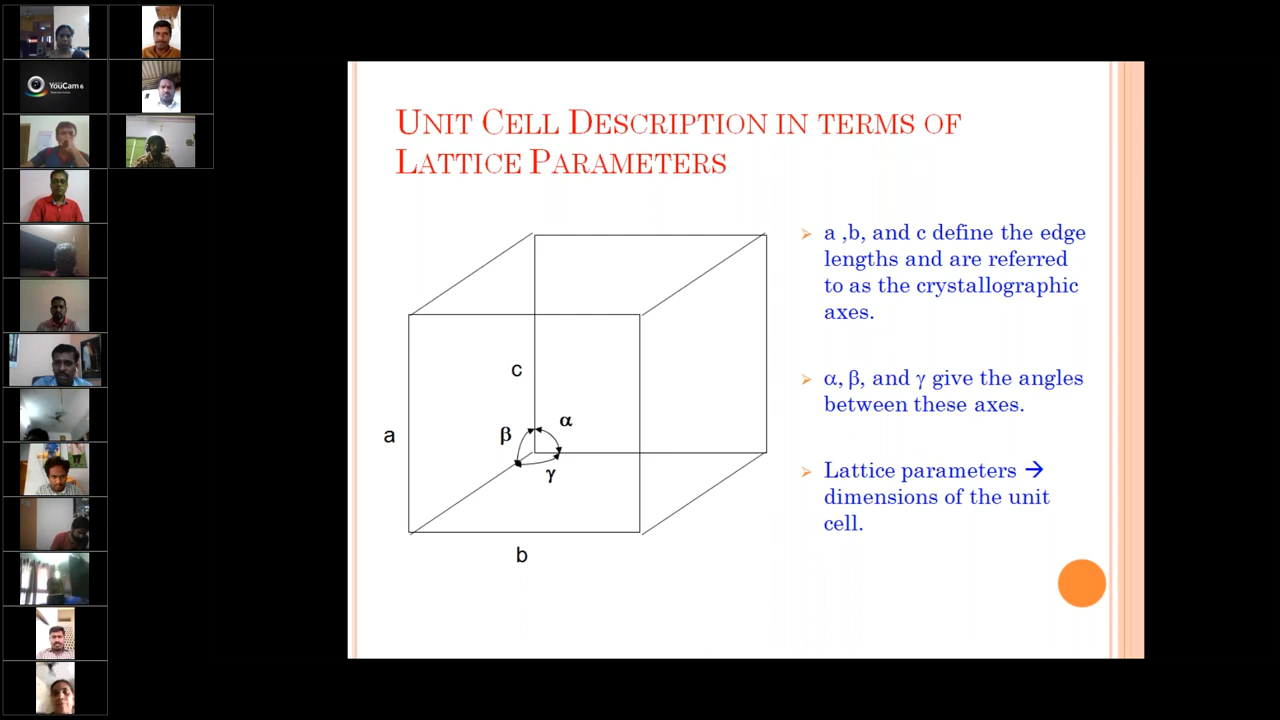 YouCam 6
UNIT CELL DESCRIPTION IN TERMS OF
LATTICE PARAMETERS
a ,b, and c define the edge
lengths and are referred
to as the crystallographic
axes.
α, β, and γ give the angles
between these axes.
Lattice parameters →
dimensions of the unit
cell.
c
α
β
a
γ
b